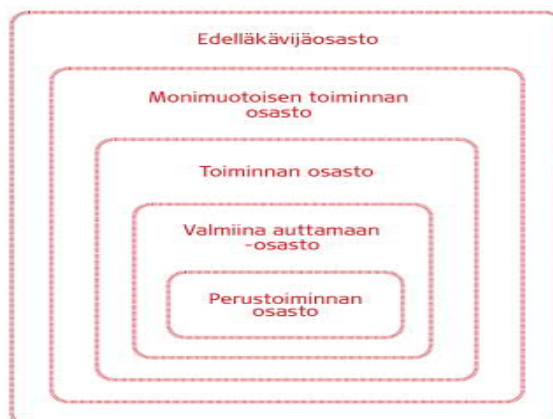 Edelläkävijäosasto
Monimuotoisen toiminnan
osasto
Toiminnan osasto
Valmiina auttamaan
-osasto
Perustoiminnan
osasto